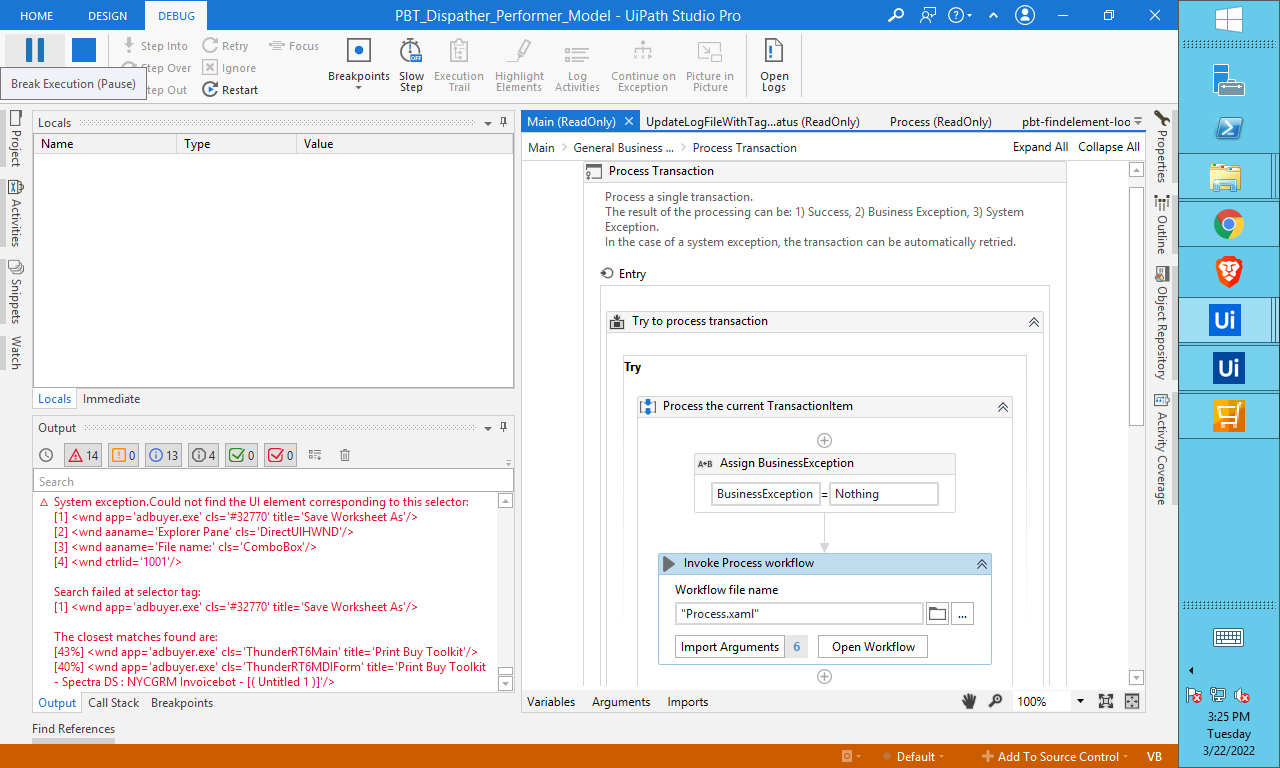 HOME DESIGN DEBUG PBT_Dispather_Performer_Model - UiPath Studio Pro
Step Into Retry Focus
Step Over Ignore
Step Out Restart
Break Execution (Pause)
Breakpoints
Slow Step
Execution Trail
Highlight Elements
Log Activities
Continue on Exception
Picture in Picture
Open Logs
Project
Activities
Snippets
Watch
Locals
Name Type Value
Locals Immediate
Output
14 0 13 4 0 0
Search
System exception.Could not find the UI element corresponding to this selector:
[1] <wnd app='adbuyer.exe' cls='#32770' title='Save Worksheet As'/>
[2] <wnd aaname='Explorer Pane' cls='DirectUIHWND'/>
[3] <wnd aaname='File name:' cls='ComboBox'/>
[4] <wnd ctrlid='1001'/>
Search failed at selector tag:
[1] <wnd app='adbuyer.exe' cls='#32770' title='Save Worksheet As'/>
The closest matches found are:
[43%] <wnd app='adbuyer.exe' cls='ThunderRT6Main' title='Print Buy Toolkit'/>
[40%] <wnd app='adbuyer.exe' cls='ThunderRT6MDIForm' title='Print Buy Toolkit
- Spectra DS : NYCGRM Invoicebot - [( Untitled 1 )]'/>
Output Call Stack Breakpoints
Find References
Main (ReadOnly) UpdateLogFileWithTag...atus (ReadOnly) Process (ReadOnly) pbt-findelement-loo
Main General Business ... Process Transaction Expand All Collapse All
Process Transaction
Process a single transaction.
The result of the processing can be: 1) Success, 2) Business Exception, 3) System
Exception.
In the case of a system exception, the transaction can be automatically retried.
Entry
Try to process transaction
Try
Process the current TransactionItem
A+B Assign BusinessException
BusinessException = Nothing
Invoke Process workflow
Workflow file name
"Process.xaml"
...
Import Arguments 6 Open Workflow
Variables Arguments Imports 100%
Properties
Outline
Object Repository
Activity Coverage
Default Add To Source Control VB
Ui
Ui
3:25 PM
Tuesday
3/22/2022